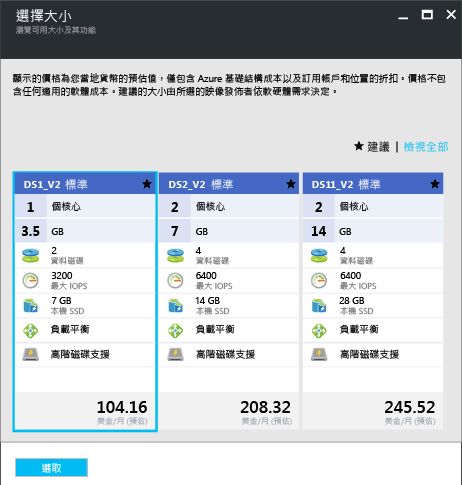 選擇大小
瀏覽可用大小及其功能
顯示的價格為您當地貨幣的預估值，僅包含 Azure 基礎結構成本以及訂用帳戶和位置的折扣。價格不包
含任何適用的軟體成本。建議的大小由所選的映像發佈者依軟硬體需求決定。
★ 建議 | 檢視全部
DS1_V2 標準 ★
1 個核心
3.5 GB
2
資料磁碟
3200
最大 IOPS
7 GB
本機 SSD
負載平衡
高階磁碟支援
104.16
美金/月 (預估)
DS2_V2 標準 ★
2 個核心
7 GB
4
資料磁碟
6400
最大 IOPS
14 GB
本機 SSD
負載平衡
高階磁碟支援
208.32
美金/月 (預估)
DS11_V2 標準 ★
2 個核心
14 GB
4
資料磁碟
6400
最大 IOPS
28 GB
本機 SSD
負載平衡
高階磁碟支援
245.52
美金/月 (預估)
選取